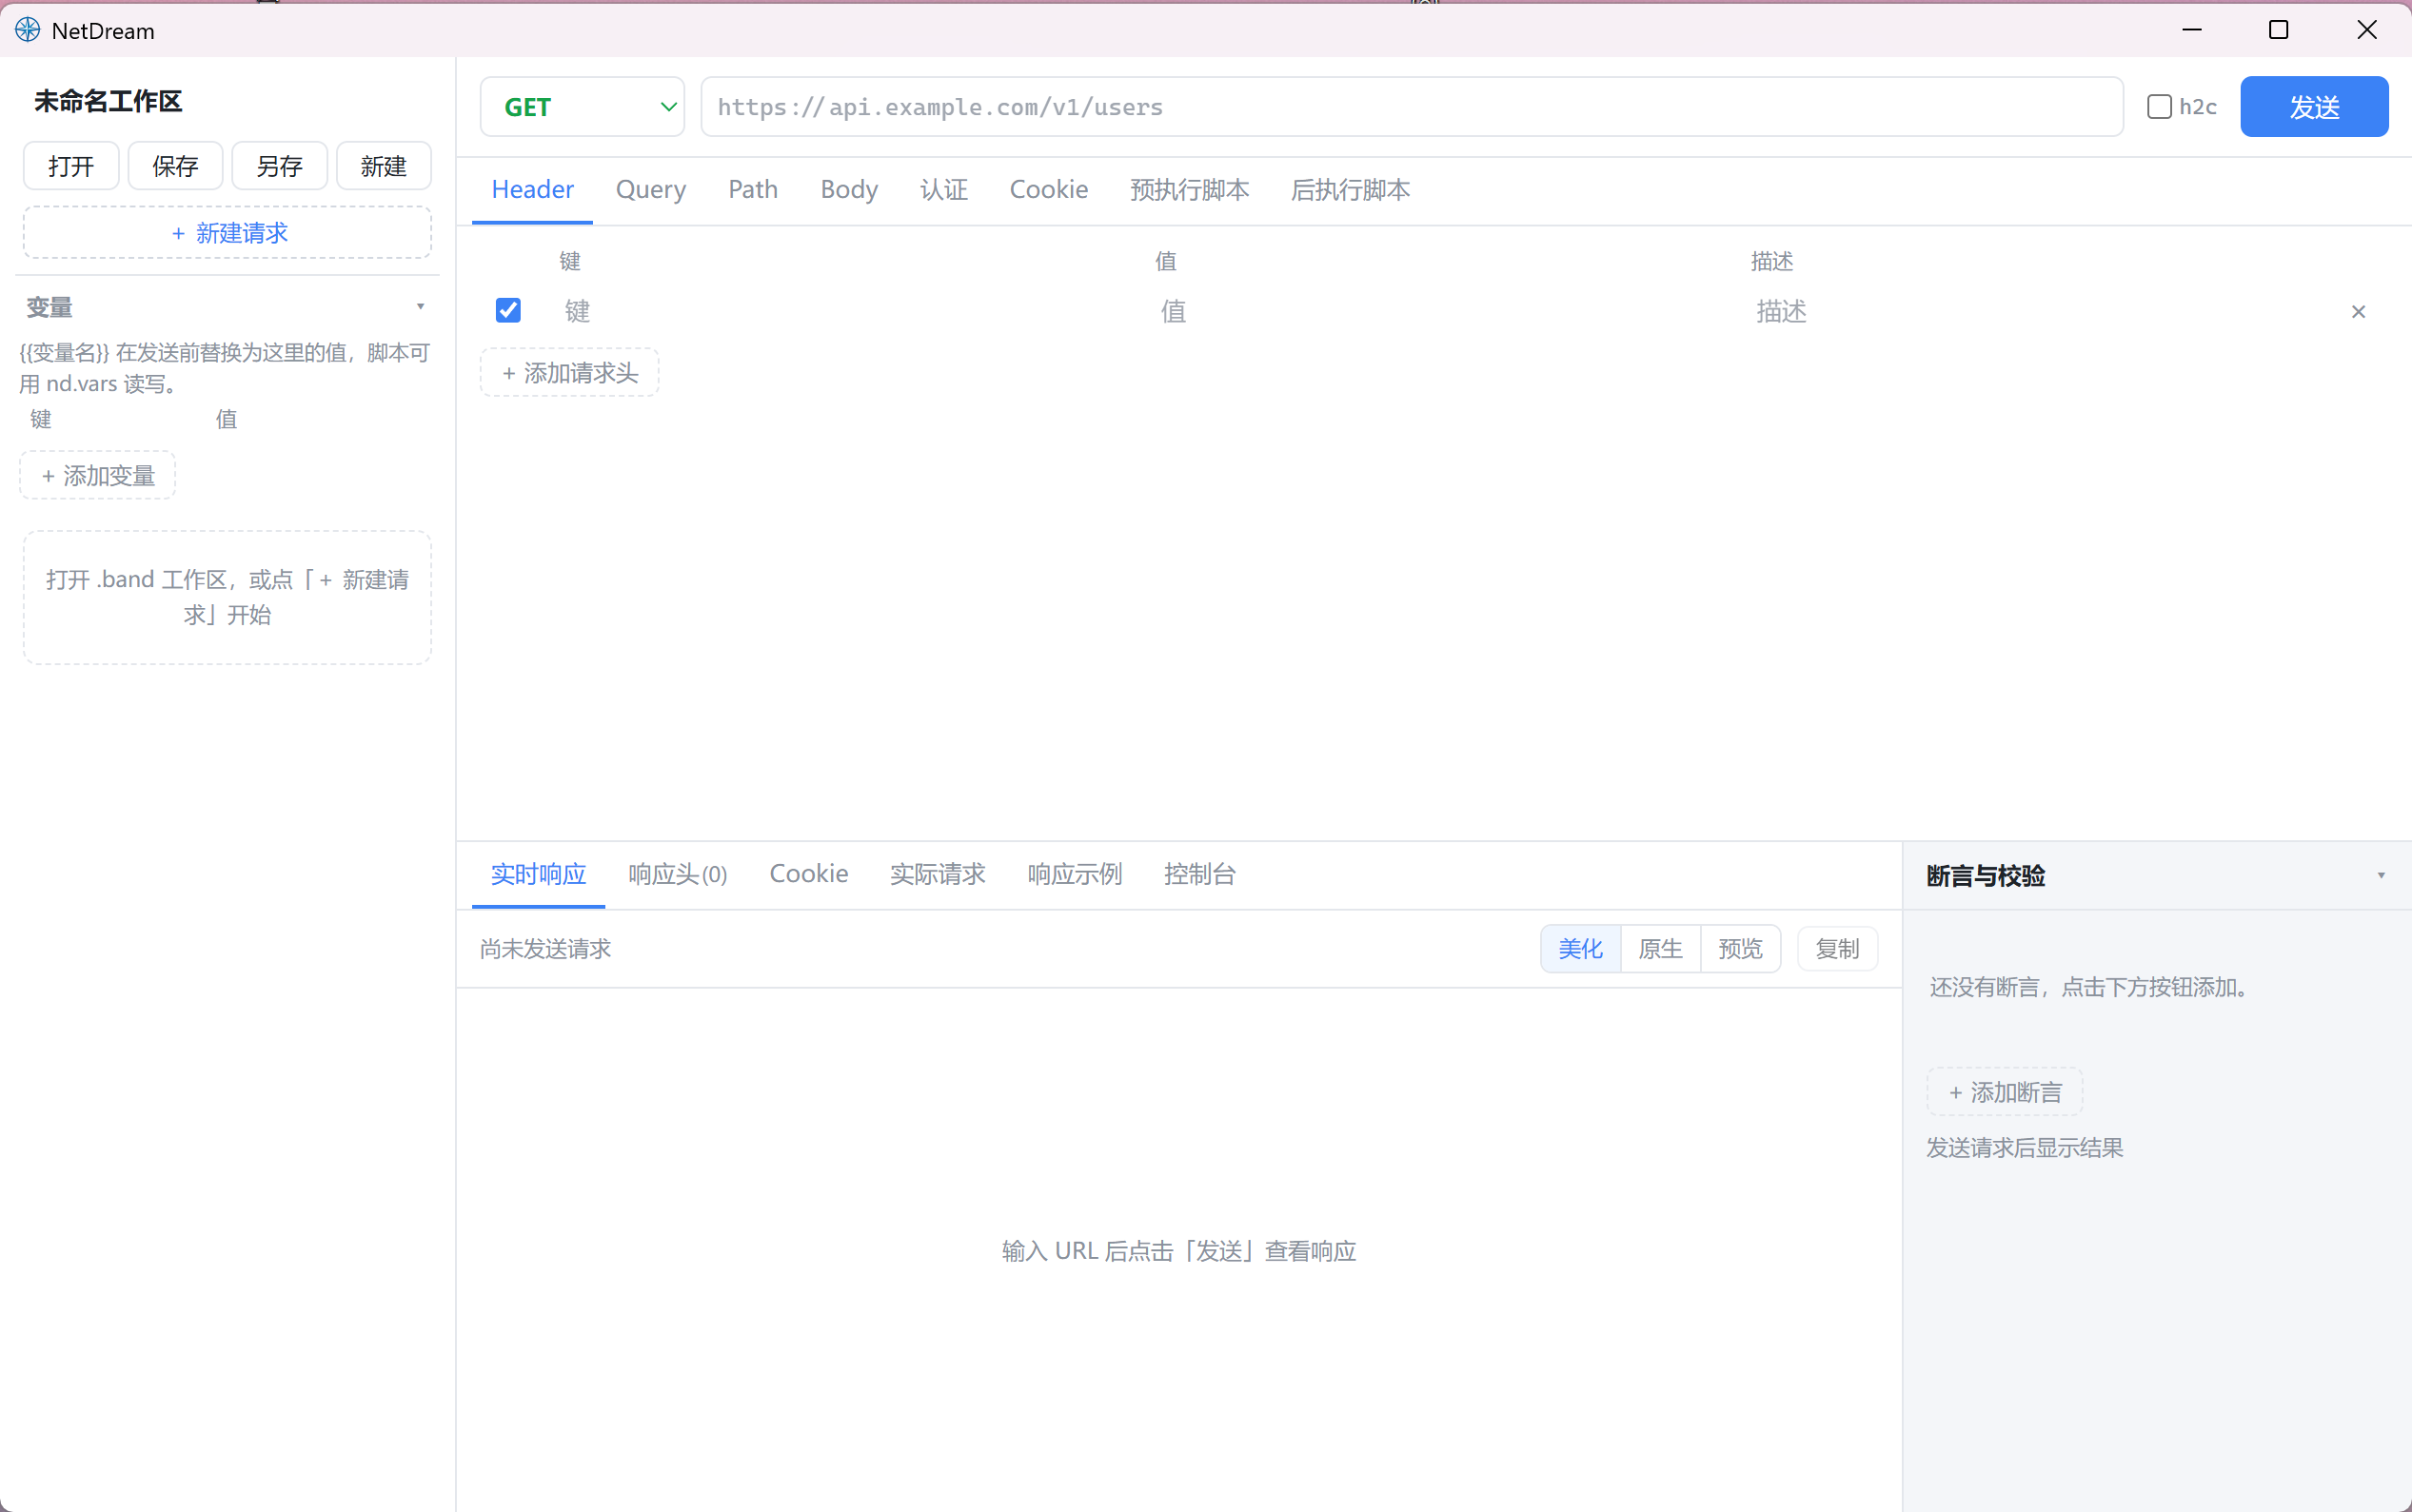 NetDream
未命名工作区
打开 保存 另存 新建
+ 新建请求
变量
{{变量名}} 在发送前替换为这里的值，脚本可
用 nd.vars 读写。
键 值
+ 添加变量
打开 .band 工作区，或点「+ 新建请
求」开始
GET https://api.example.com/v1/users h2c 发送
Header Query Path Body 认证 Cookie 预执行脚本 后执行脚本
键 值 描述
键 值 描述
+ 添加请求头
实时响应 响应头(0) Cookie 实际请求 响应示例 控制台
尚未发送请求 美化 原生 预览 复制
输入 URL 后点击「发送」查看响应
断言与校验
还没有断言，点击下方按钮添加。
+ 添加断言
发送请求后显示结果